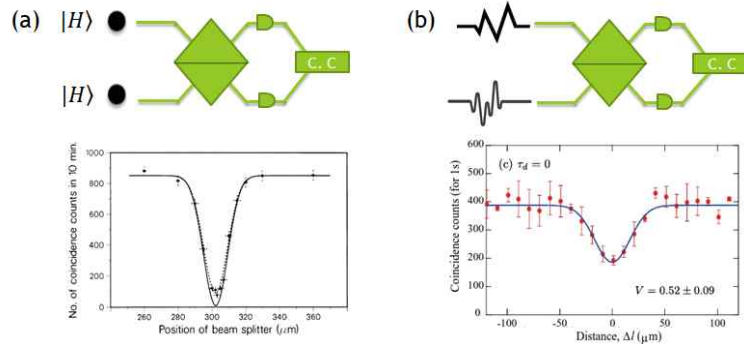 (a)
|H⟩
|H⟩
C. C
No. of coincidence counts in 10 min.
1000
800
600
400
200
0
260
280
300
320
340
360
Position of beam splitter (μm)
(b)
C. C
Coincidence counts (for 1s)
600
500
400
300
200
100
0
(c) τd = 0
V = 0.52 ± 0.09
-100
-50
0
50
100
Distance, Δl (μm)